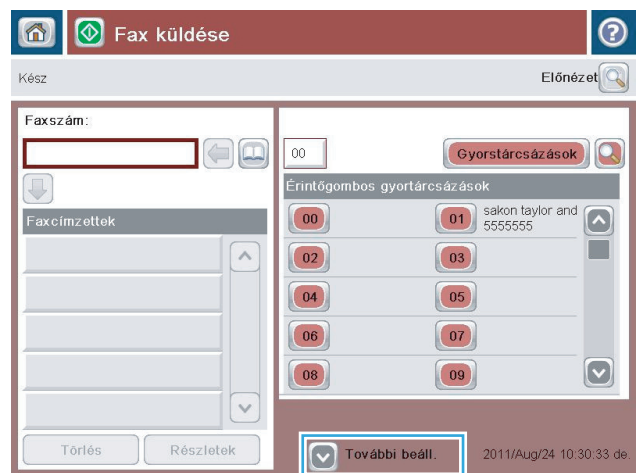 Fax küldése
Kész
Előnézet
Faxszám:
00
Gyorstárcsázások
Érintőgombos gyortárcsázások
Faxcímzettek
00
01
sakon taylor and
5555555
02
03
04
05
06
07
08
09
Törlés
Részletek
További beáll.
2011/Aug/24 10:30:33 de.